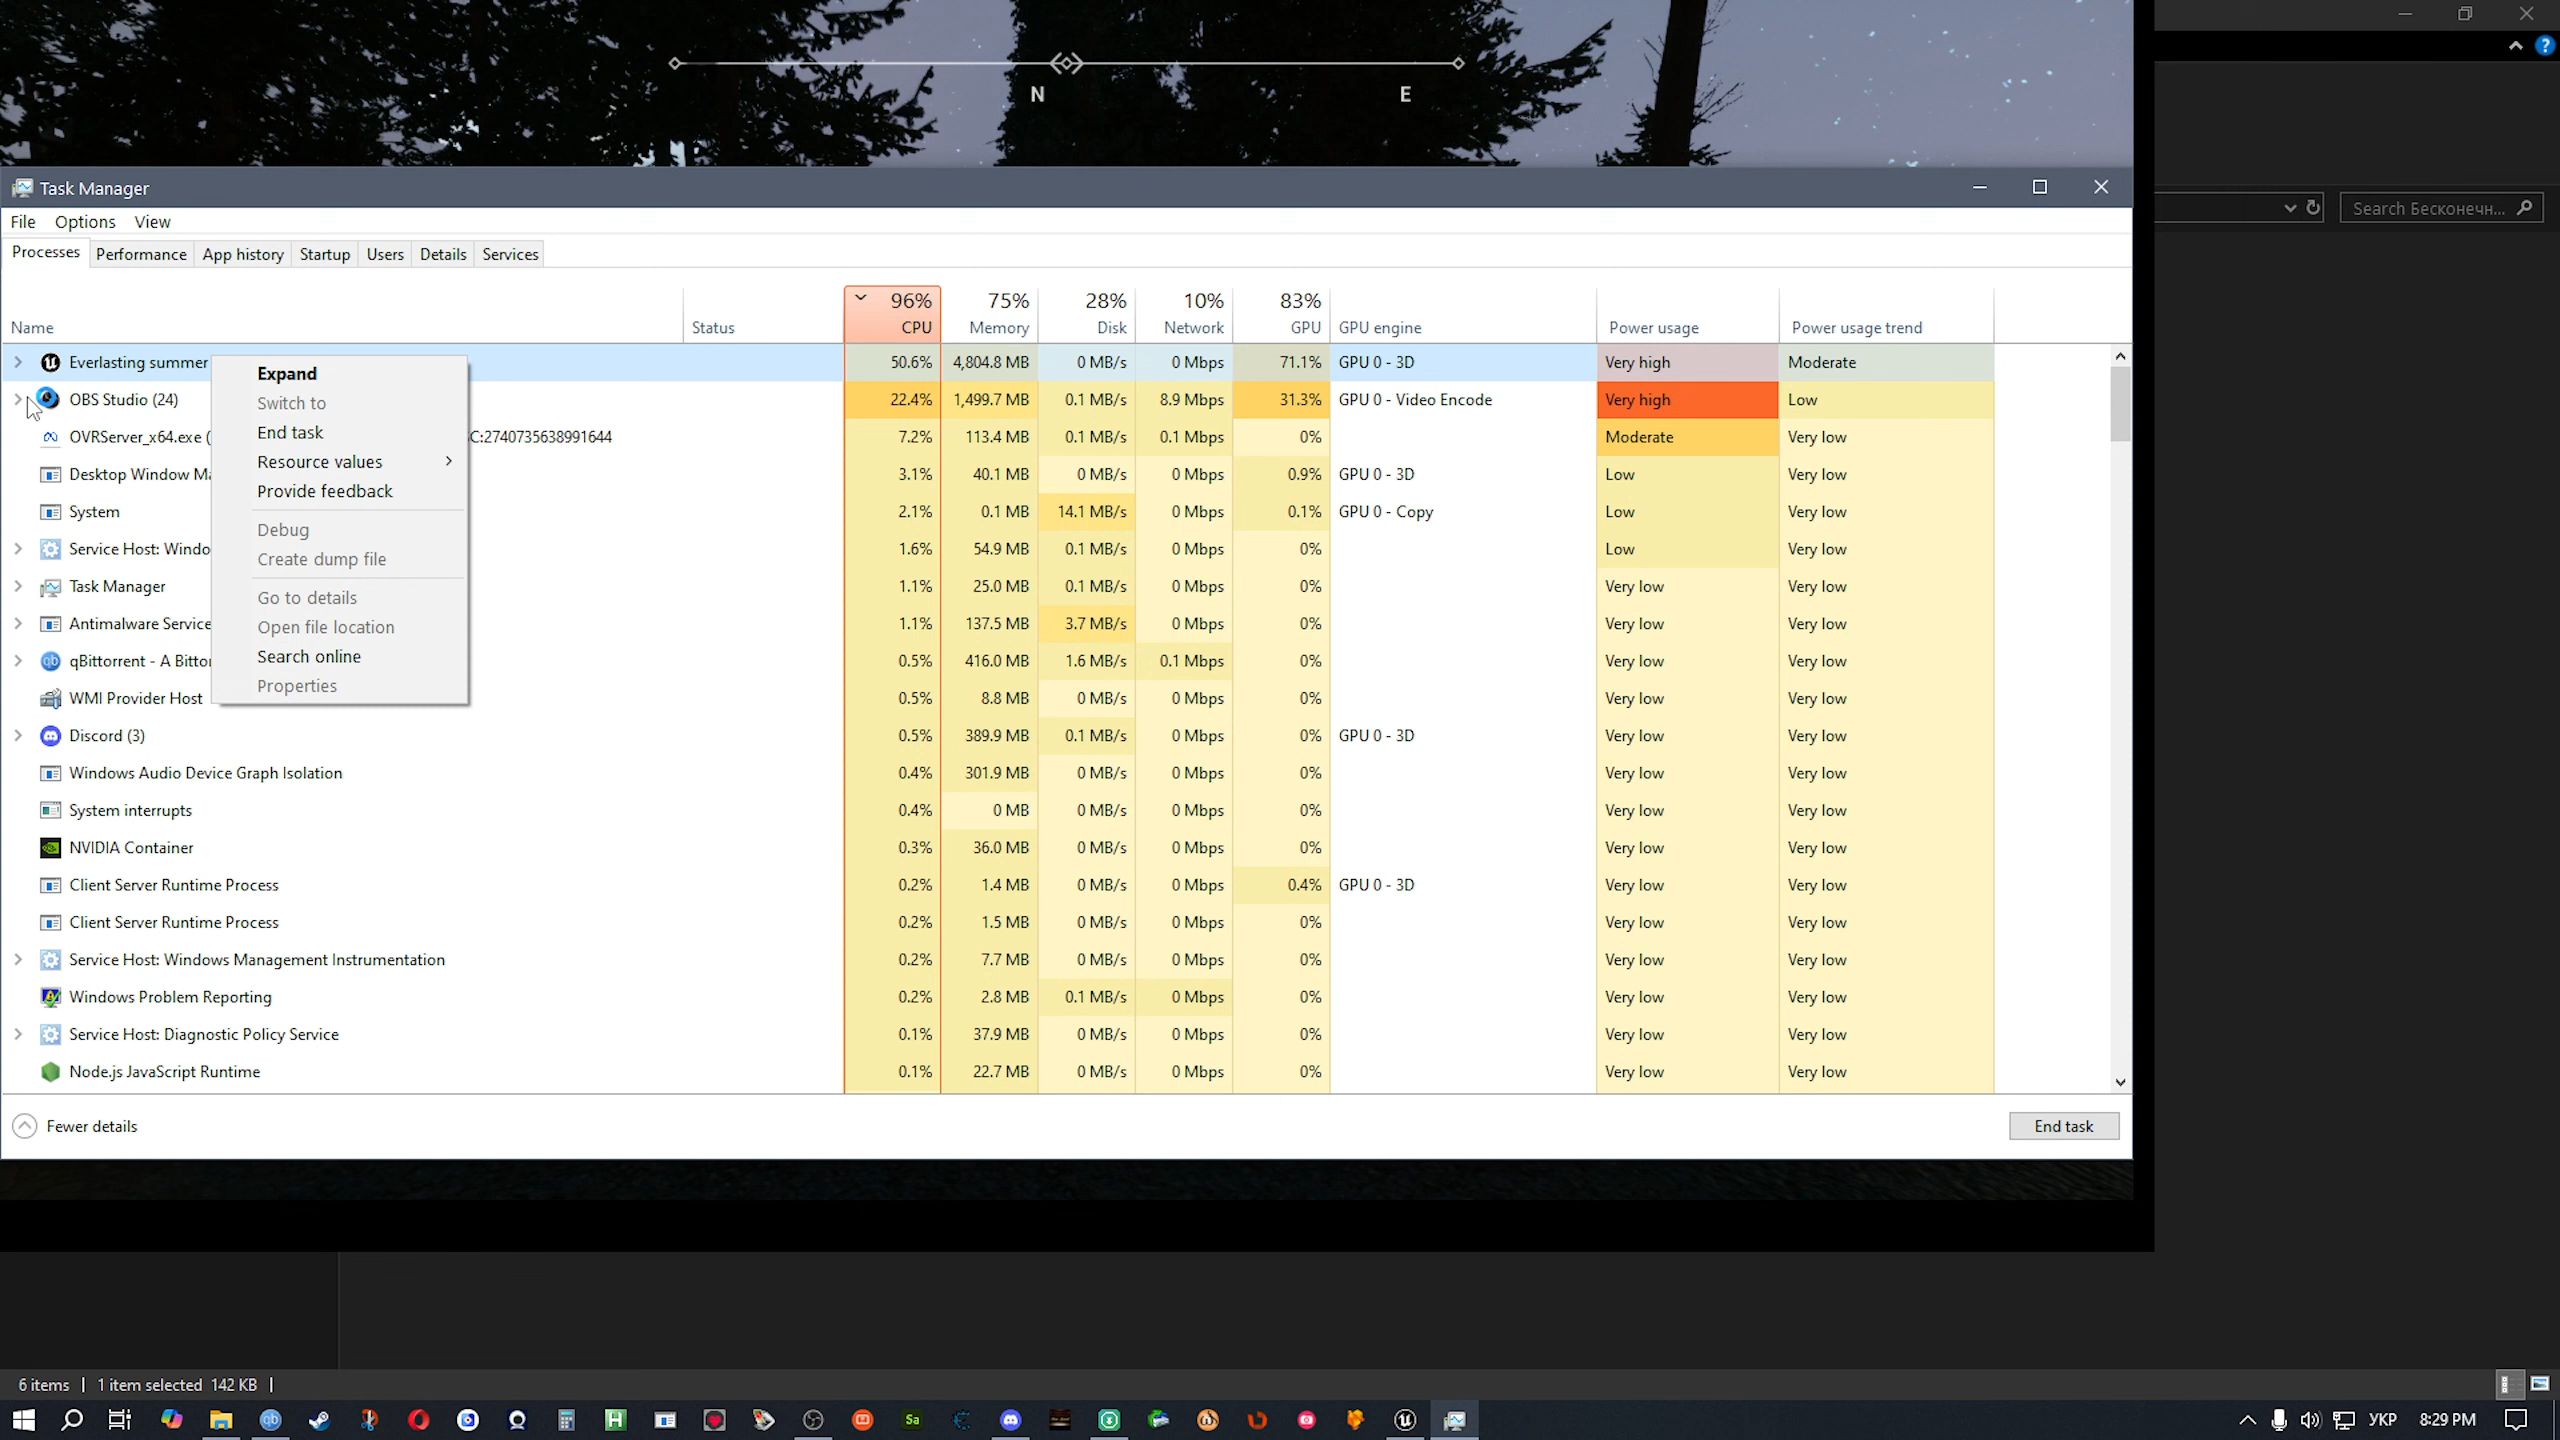 N
E
Task Manager
File Options View
Processes Performance App history Startup Users Details Services
Search Бесконечн...
96% 75% 28% 10% 83%
Name Status CPU Memory Disk Network GPU GPU engine Power usage Power usage trend
Everlasting summer 50.6% 4,804.8 MB 0 MB/s 0 Mbps 71.1% GPU 0 - 3D Very high Moderate
OBS Studio (24) 22.4% 1,499.7 MB 0.1 MB/s 8.9 Mbps 31.3% GPU 0 - Video Encode Very high Low
OVRServer_x64.exe ( C:2740735638991644 7.2% 113.4 MB 0.1 MB/s 0.1 Mbps 0% Moderate Very low
Desktop Window Ma 3.1% 40.1 MB 0 MB/s 0 Mbps 0.9% GPU 0 - 3D Low Very low
System 2.1% 0.1 MB 14.1 MB/s 0 Mbps 0.1% GPU 0 - Copy Low Very low
Service Host: Windo 1.6% 54.9 MB 0.1 MB/s 0 Mbps 0% Low Very low
Task Manager 1.1% 25.0 MB 0.1 MB/s 0 Mbps 0% Very low Very low
Antimalware Service 1.1% 137.5 MB 3.7 MB/s 0 Mbps 0% Very low Very low
qBittorrent - A Bittor 0.5% 416.0 MB 1.6 MB/s 0.1 Mbps 0% Very low Very low
WMI Provider Host 0.5% 8.8 MB 0 MB/s 0 Mbps 0% Very low Very low
Discord (3) 0.5% 389.9 MB 0.1 MB/s 0 Mbps 0% GPU 0 - 3D Very low Very low
Windows Audio Device Graph Isolation 0.4% 301.9 MB 0 MB/s 0 Mbps 0% Very low Very low
System interrupts 0.4% 0 MB 0 MB/s 0 Mbps 0% Very low Very low
NVIDIA Container 0.3% 36.0 MB 0 MB/s 0 Mbps 0% Very low Very low
Client Server Runtime Process 0.2% 1.4 MB 0 MB/s 0 Mbps 0.4% GPU 0 - 3D Very low Very low
Client Server Runtime Process 0.2% 1.5 MB 0 MB/s 0 Mbps 0% Very low Very low
Service Host: Windows Management Instrumentation 0.2% 7.7 MB 0 MB/s 0 Mbps 0% Very low Very low
Windows Problem Reporting 0.2% 2.8 MB 0.1 MB/s 0 Mbps 0% Very low Very low
Service Host: Diagnostic Policy Service 0.1% 37.9 MB 0 MB/s 0 Mbps 0% Very low Very low
Node.js JavaScript Runtime 0.1% 22.7 MB 0 MB/s 0 Mbps 0% Very low Very low
Expand
Switch to
End task
Resource values
Provide feedback
Debug
Create dump file
Go to details
Open file location
Search online
Properties
Fewer details End task
6 items | 1 item selected 142 KB |
Sa
УКР 8:29 PM